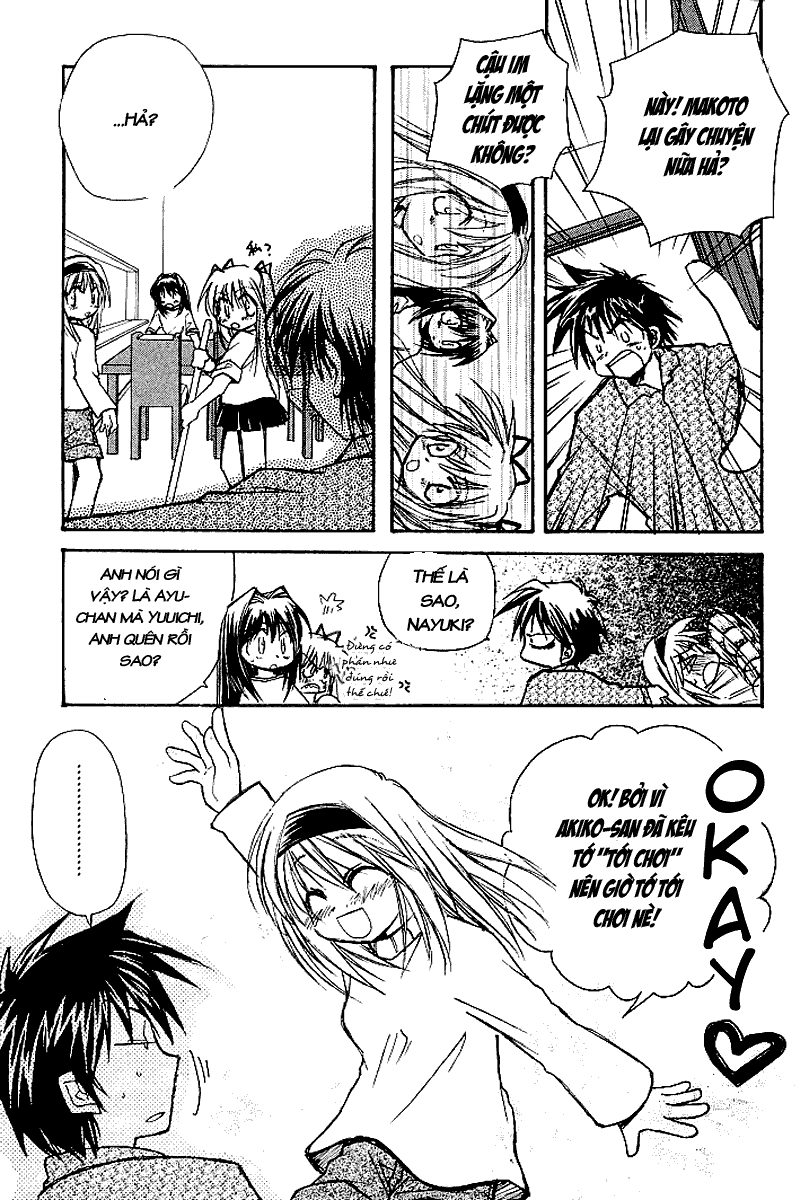 NÀY! MAKOTO
LẠI GÂY CHUYỆN
NỮA HẢ?
CẬU IM
LẶNG MỘT
CHÚT ĐƯỢC
KHÔNG?
...HẢ?
THẾ LÀ
SAO,
NAYUKI?
Đừng có
phán như
đúng rồi
thế chứ!
ANH NÓI GÌ
VẬY? LÀ AYU-
CHAN MÀ YUUICHI,
ANH QUÊN RỒI
SAO?
OKAY♥
OK! BỞI VÌ
AKIKO-SAN ĐÃ KÊU
TỚ "TỚI CHƠI"
NÊN GIỜ TỚ TỚI
CHƠI NÈ!
..........